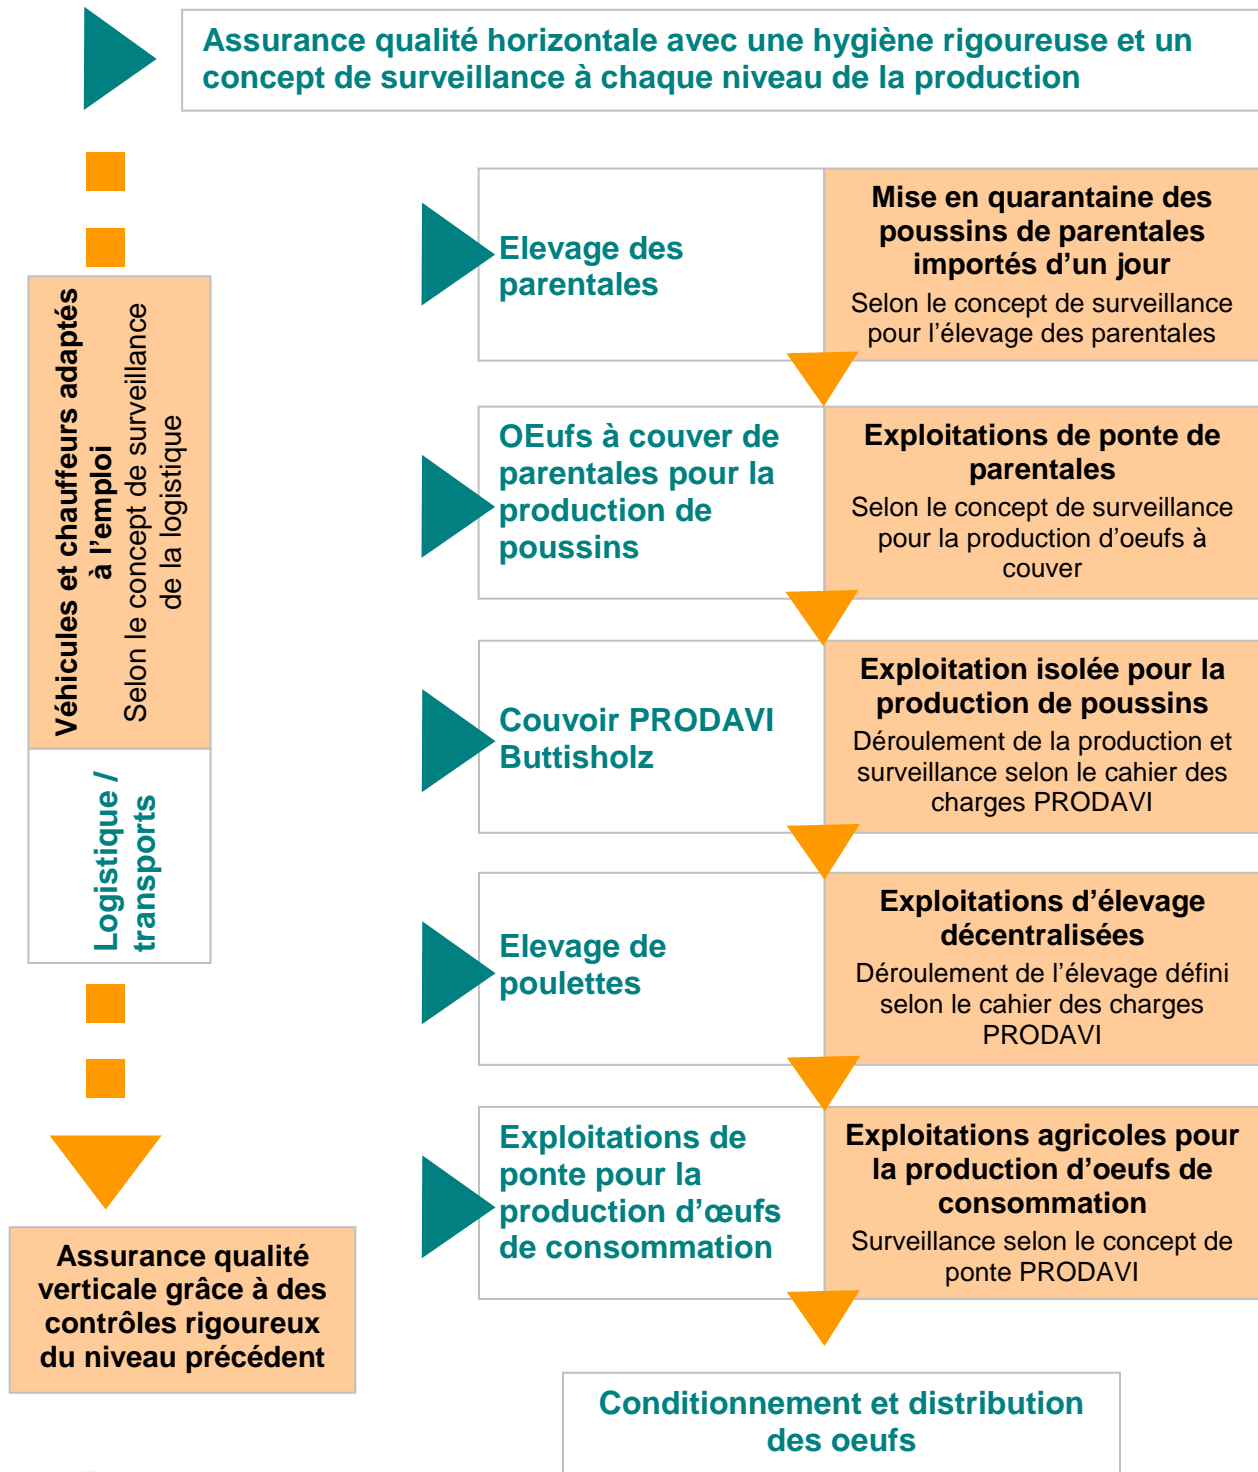 Assurance qualité horizontale avec une hygiène rigoureuse et un
concept de surveillance à chaque niveau de la production
Véhicules et chauffeurs adaptés
à l’emploi
Selon le concept de surveillance
de la logistique
Logistique /
transports
Assurance qualité
verticale grâce à des
contrôles rigoureux
du niveau précédent
Elevage des
parentales
Mise en quarantaine des
poussins de parentales
importés d’un jour
Selon le concept de surveillance
pour l’élevage des parentales
OEufs à couver de
parentales pour la
production de
poussins
Exploitations de ponte de
parentales
Selon le concept de surveillance
pour la production d’oeufs à
couver
Couvoir PRODAVI
Buttisholz
Exploitation isolée pour la
production de poussins
Déroulement de la production et
surveillance selon le cahier des
charges PRODAVI
Elevage de
poulettes
Exploitations d’élevage
décentralisées
Déroulement de l’élevage défini
selon le cahier des charges
PRODAVI
Exploitations de
ponte pour la
production d’œufs
de consommation
Exploitations agricoles pour
la production d’oeufs de
consommation
Surveillance selon le concept de
ponte PRODAVI
Conditionnement et distribution
des oeufs